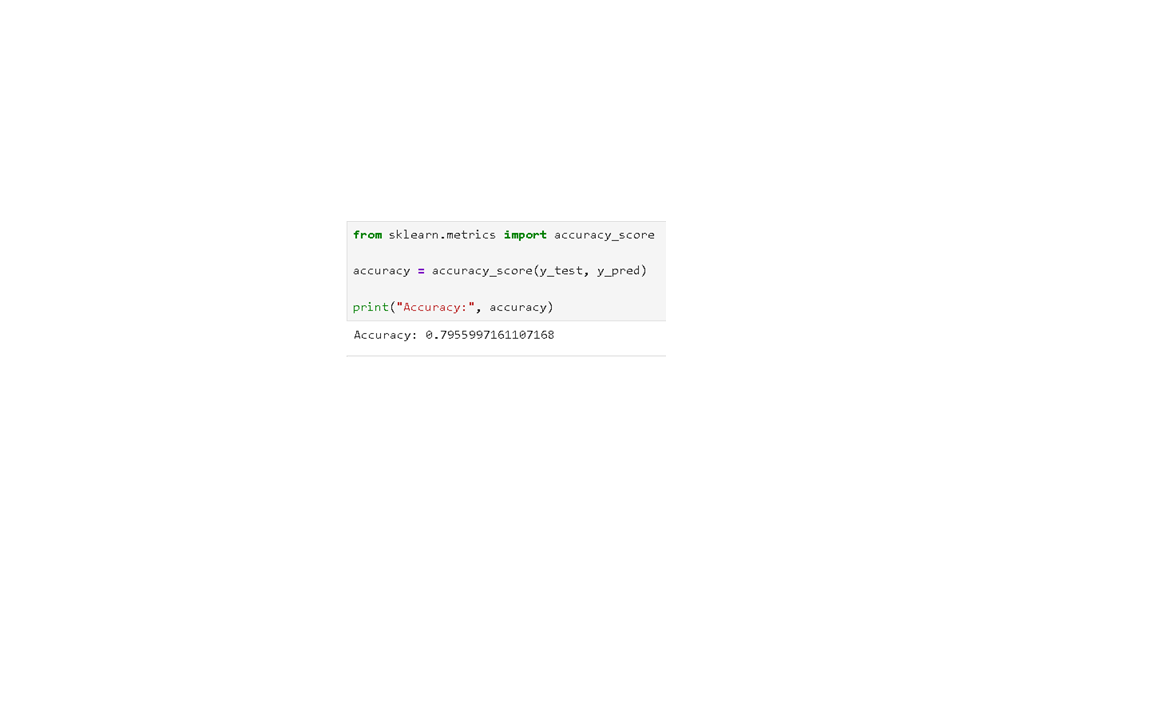 from sklearn.metrics import accuracy_score
accuracy = accuracy_score(y_test, y_pred)
print("Accuracy:", accuracy)
Accuracy: 0.7955997161107168